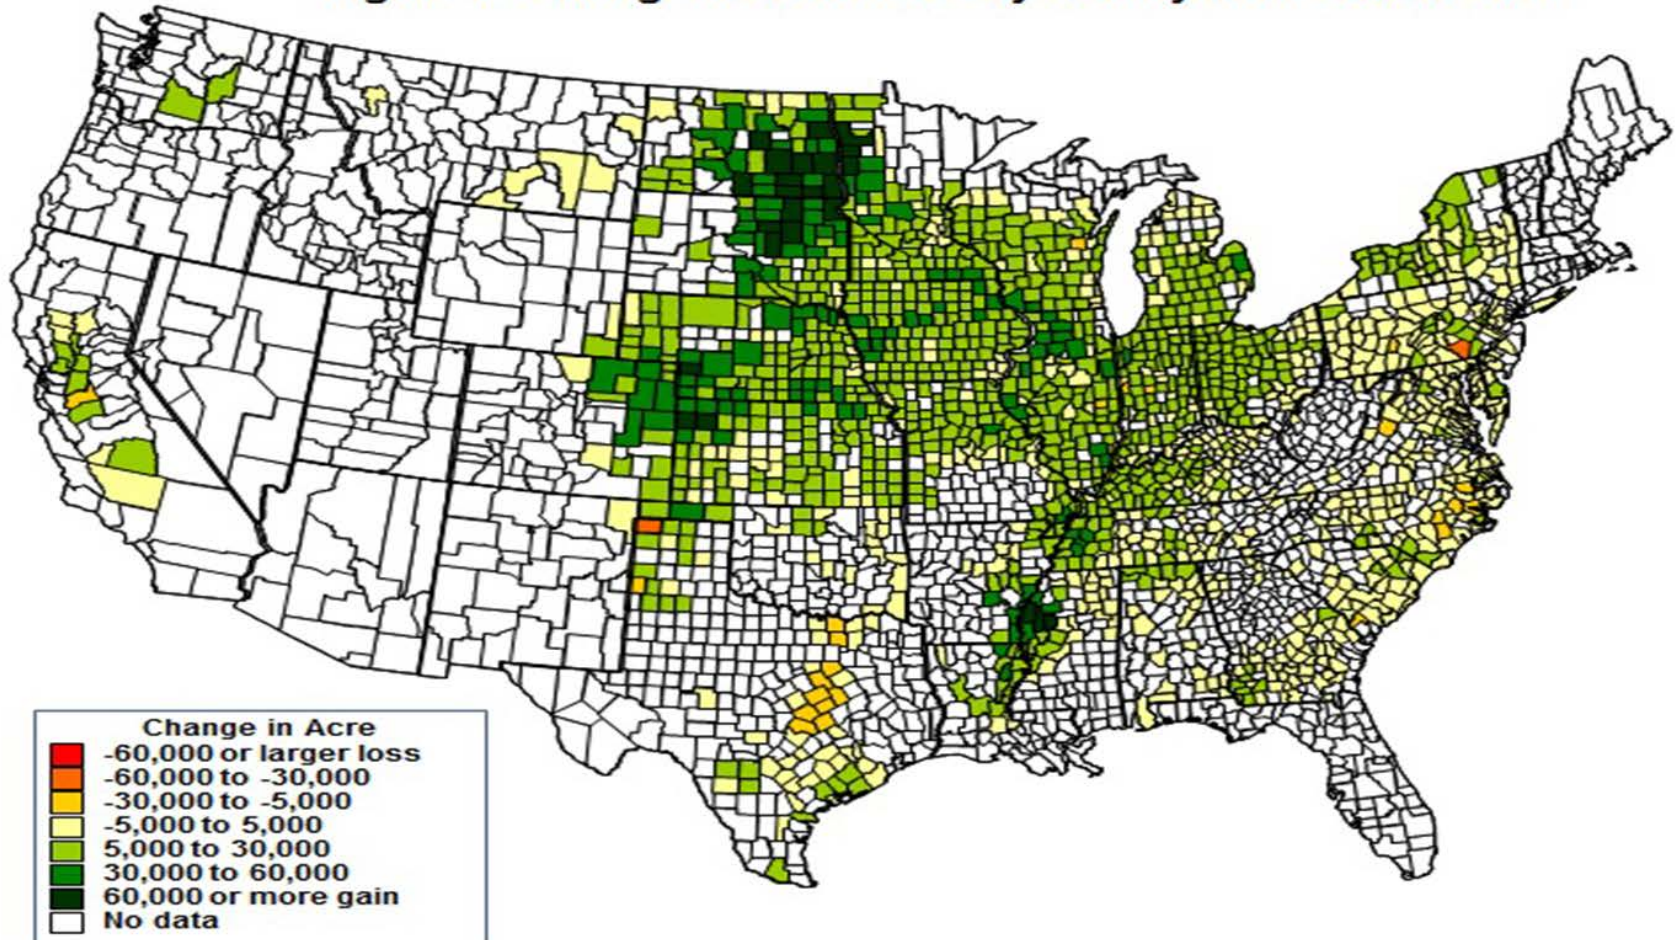 Change in Acre
-60,000 or larger loss
-60,000 to -30,000
-30,000 to -5,000
-5,000 to 5,000
5,000 to 30,000
30,000 to 60,000
60,000 or more gain
No data